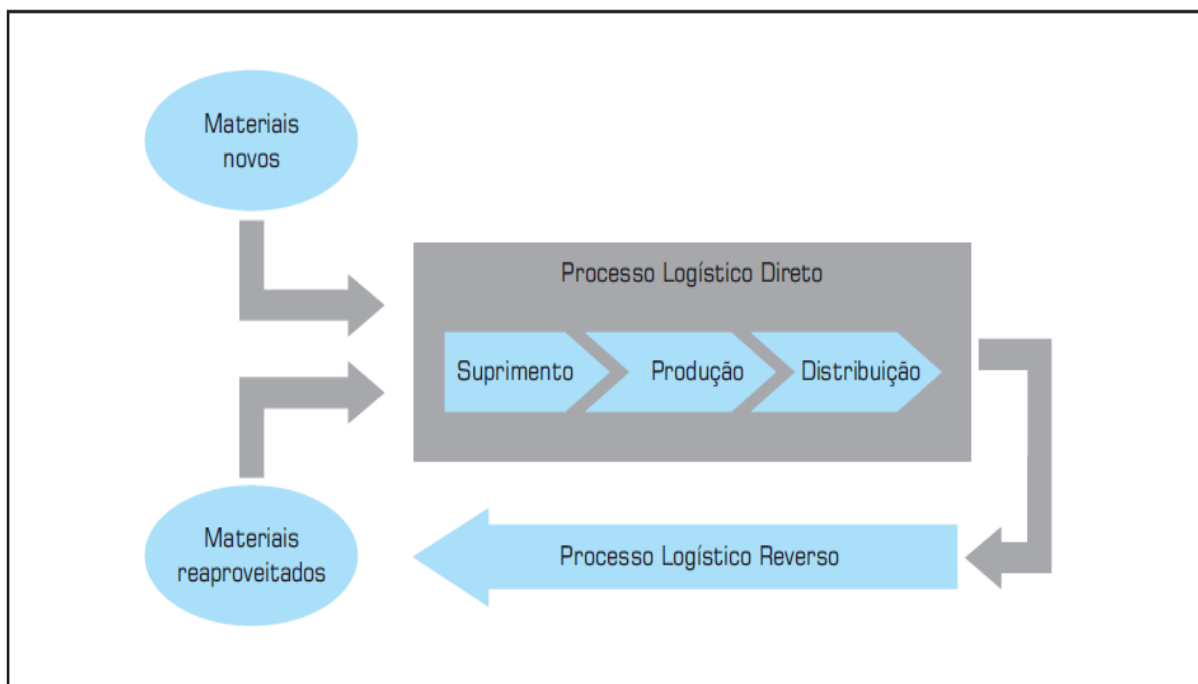 Materiais
novos
Processo Logístico Direto
Suprimento
Produção
Distribuição
Materiais
reaproveitados
Processo Logístico Reverso